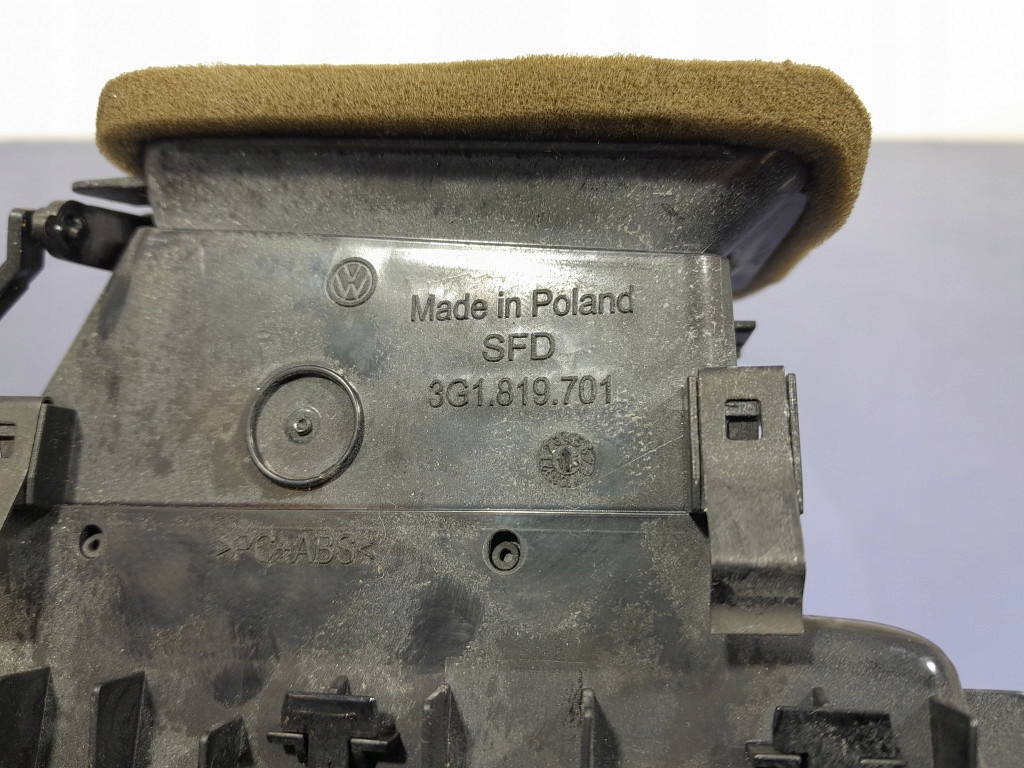 Made in Poland
SFD
3G1.819.701
>PC+ABS<